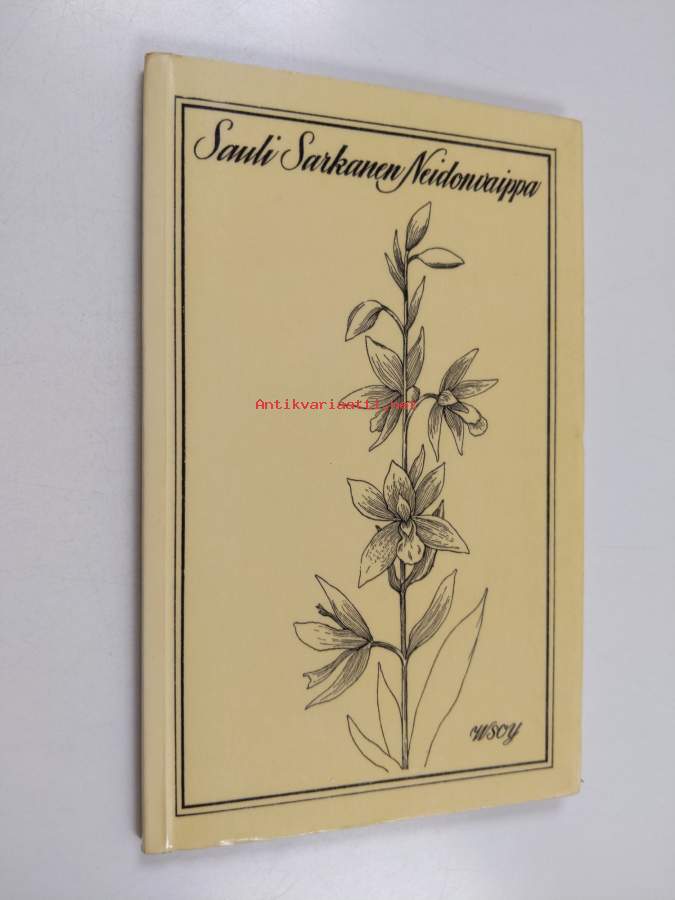 Sauli Sarkanen Neidonvaippa
Antikvariaatti.net
WSOY